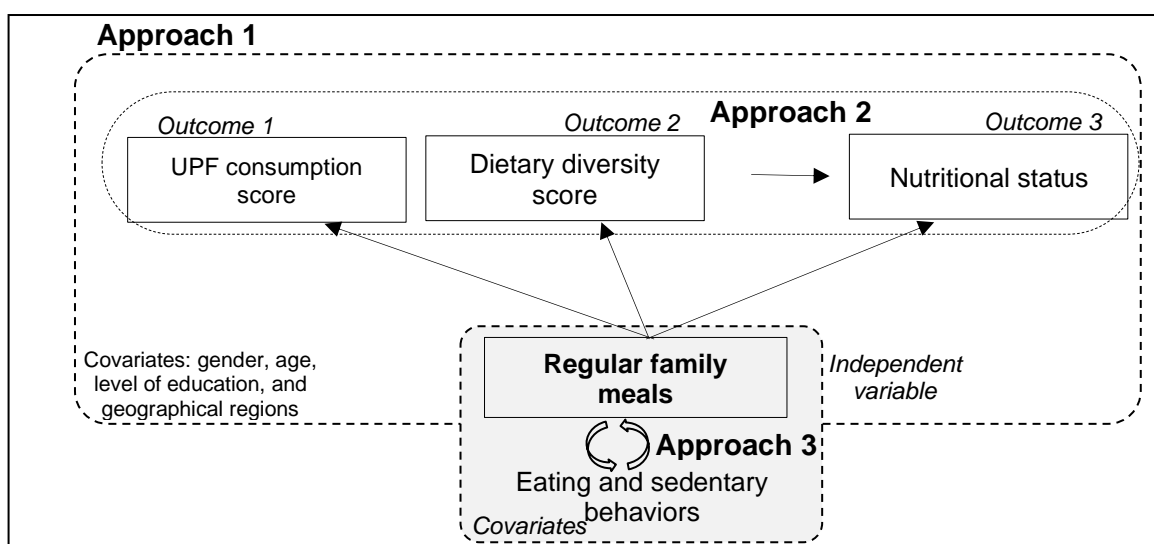 Approach 1
Outcome 1
UPF consumption
score
Outcome 2
Dietary diversity
score
Approach 2
Outcome 3
Nutritional status
Covariates: gender, age,
level of education, and
geographical regions
Regular family
meals
Independent
variable
Approach 3
Eating and sedentary
behaviors
Covariates